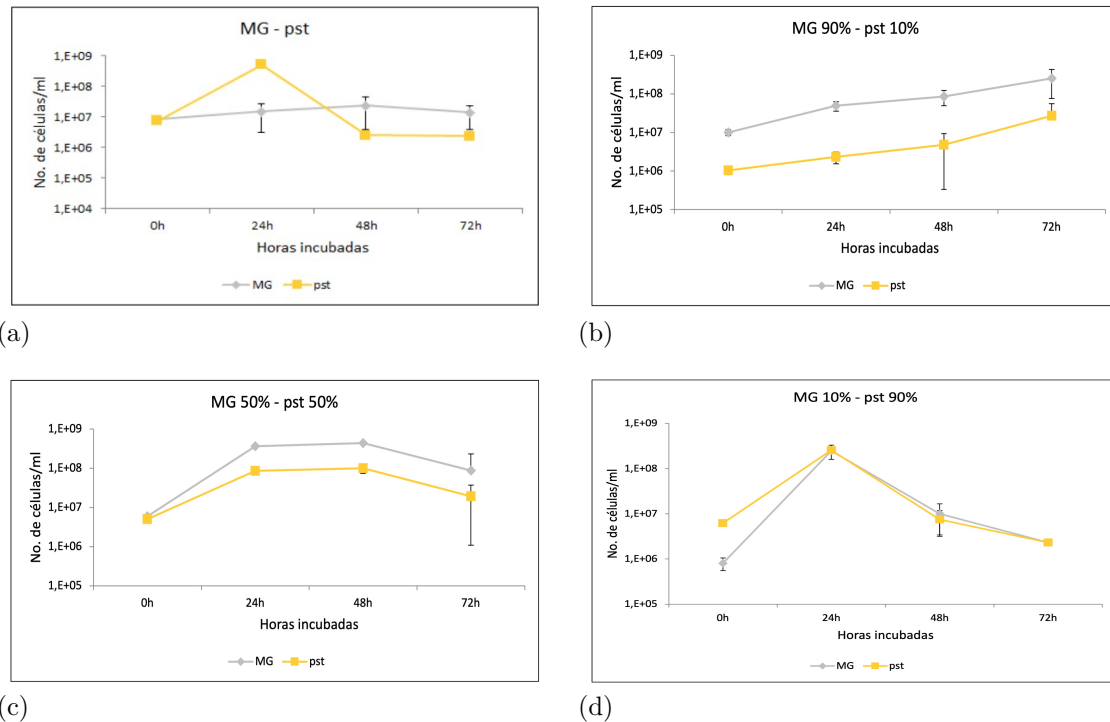 MG - pst
1,E+09
1,E+08
1,E+07
1,E+06
1,E+05
1,E+04
No. de células/ml
0h 24h 48h 72h
Horas incubadas
MG pst
(a)
MG 90% - pst 10%
1,E+09
1,E+08
1,E+07
1,E+06
1,E+05
No. de células/ml
0h 24h 48h 72h
Horas incubadas
MG pst
(b)
MG 50% - pst 50%
1,E+09
1,E+08
1,E+07
1,E+06
1,E+05
No. de células/ml
0h 24h 48h 72h
Horas incubadas
MG pst
(c)
MG 10% - pst 90%
1,E+09
1,E+08
1,E+07
1,E+06
1,E+05
No. de células/ml
0h 24h 48h 72h
Horas incubadas
MG pst
(d)